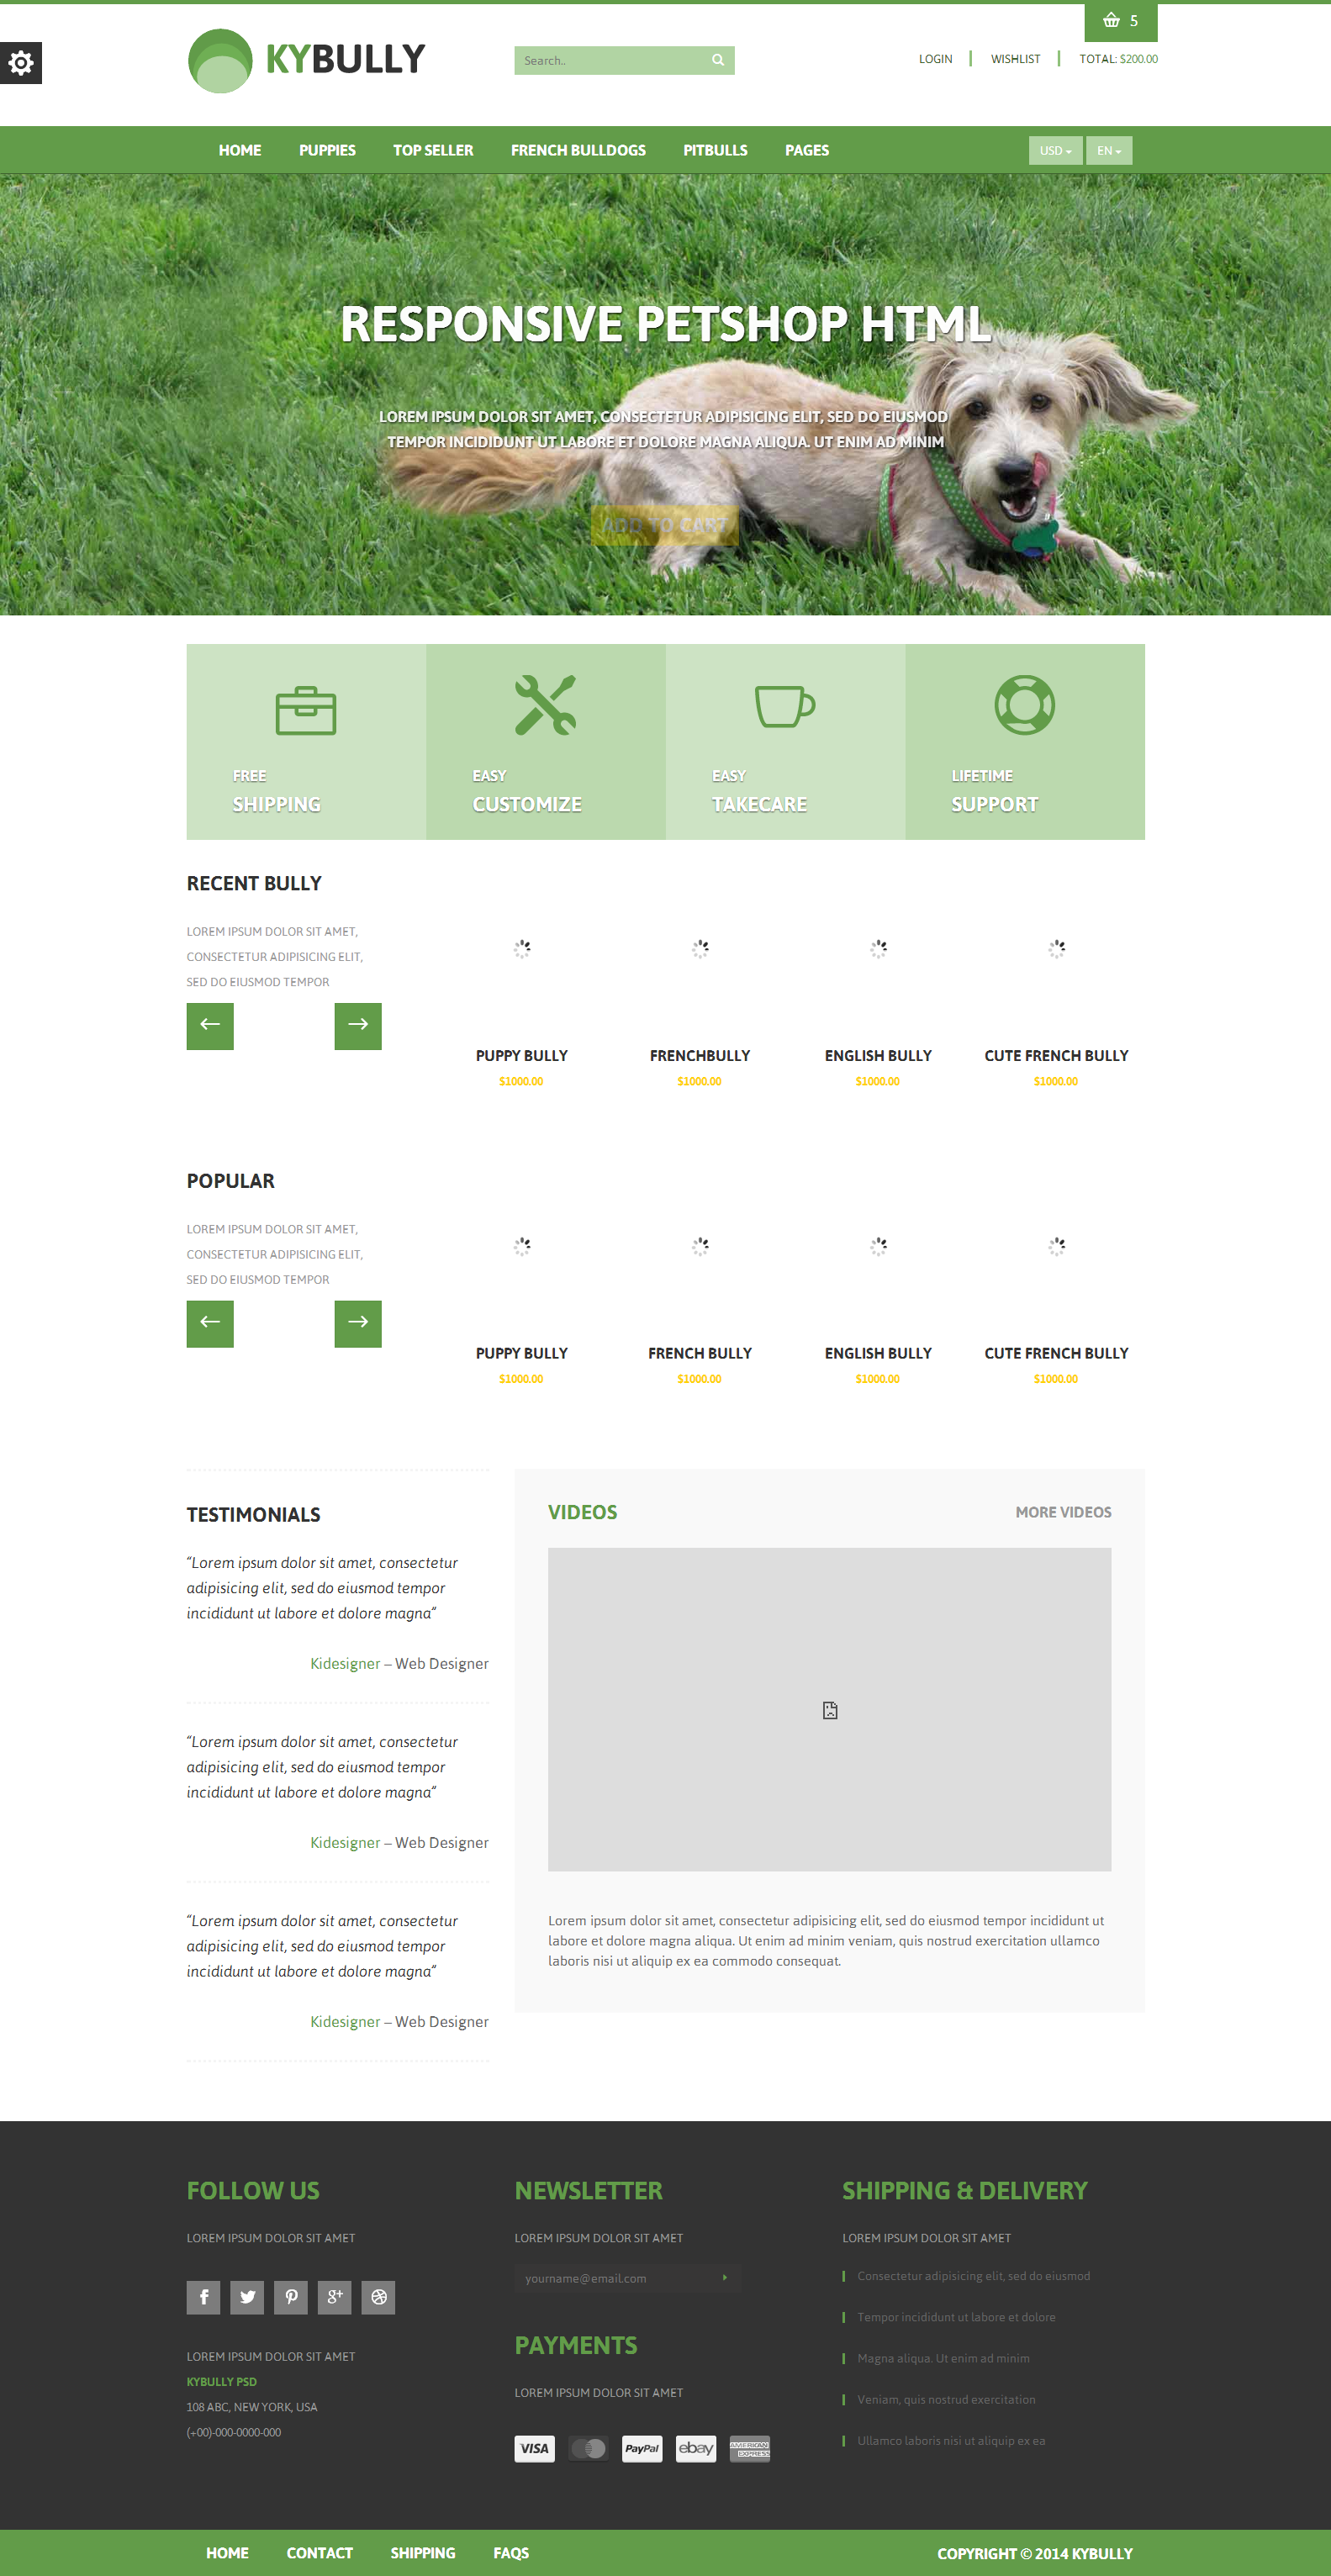 5
KYBULLY
Search..
LOGIN
WISHLIST
TOTAL: $200.00
HOME PUPPIES TOP SELLER FRENCH BULLDOGS PITBULLS PAGES
USD EN
RESPONSIVE PETSHOP HTML
LOREM IPSUM DOLOR SIT AMET, CONSECTETUR ADIPISICING ELIT, SED DO EIUSMOD
TEMPOR INCIDIDUNT UT LABORE ET DOLORE MAGNA ALIQUA. UT ENIM AD MINIM
ADD TO CART
FREE
SHIPPING
EASY
CUSTOMIZE
EASY
TAKECARE
LIFETIME
SUPPORT
RECENT BULLY
LOREM IPSUM DOLOR SIT AMET,
CONSECTETUR ADIPISICING ELIT,
SED DO EIUSMOD TEMPOR
PUPPY BULLY
$1000.00
FRENCHBULLY
$1000.00
ENGLISH BULLY
$1000.00
CUTE FRENCH BULLY
$1000.00
POPULAR
LOREM IPSUM DOLOR SIT AMET,
CONSECTETUR ADIPISICING ELIT,
SED DO EIUSMOD TEMPOR
PUPPY BULLY
$1000.00
FRENCH BULLY
$1000.00
ENGLISH BULLY
$1000.00
CUTE FRENCH BULLY
$1000.00
TESTIMONIALS
“Lorem ipsum dolor sit amet, consectetur
adipisicing elit, sed do eiusmod tempor
incididunt ut labore et dolore magna”
Kidesigner – Web Designer
“Lorem ipsum dolor sit amet, consectetur
adipisicing elit, sed do eiusmod tempor
incididunt ut labore et dolore magna”
Kidesigner – Web Designer
“Lorem ipsum dolor sit amet, consectetur
adipisicing elit, sed do eiusmod tempor
incididunt ut labore et dolore magna”
Kidesigner – Web Designer
VIDEOS
MORE VIDEOS
Lorem ipsum dolor sit amet, consectetur adipisicing elit, sed do eiusmod tempor incididunt ut
labore et dolore magna aliqua. Ut enim ad minim veniam, quis nostrud exercitation ullamco
laboris nisi ut aliquip ex ea commodo consequat.
FOLLOW US
LOREM IPSUM DOLOR SIT AMET
LOREM IPSUM DOLOR SIT AMET
KYBULLY PSD
108 ABC, NEW YORK, USA
(+00)-000-0000-000
NEWSLETTER
LOREM IPSUM DOLOR SIT AMET
yourname@email.com
PAYMENTS
LOREM IPSUM DOLOR SIT AMET
VISA
PayPal
ebay
AMERICAN
EXPRESS
SHIPPING & DELIVERY
LOREM IPSUM DOLOR SIT AMET
Consectetur adipisicing elit, sed do eiusmod
Tempor incididunt ut labore et dolore
Magna aliqua. Ut enim ad minim
Veniam, quis nostrud exercitation
Ullamco laboris nisi ut aliquip ex ea
HOME CONTACT SHIPPING FAQS
COPYRIGHT © 2014 KYBULLY